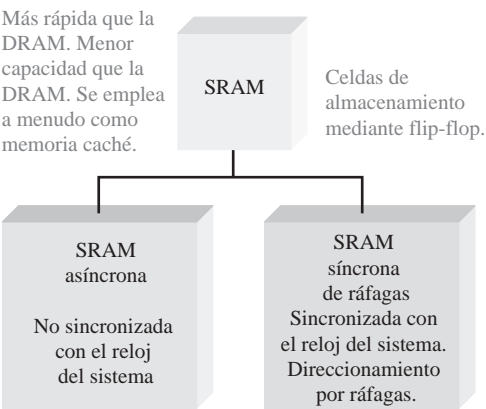 Más rápida que la
DRAM. Menor
capacidad que la
DRAM. Se emplea
a menudo como
memoria caché.
SRAM
Celdas de
almacenamiento
mediante flip-flop.
SRAM
asíncrona
No sincronizada
con el reloj
del sistema
SRAM
síncrona
de ráfagas
Sincronizada con
el reloj del sistema.
Direccionamiento
por ráfagas.